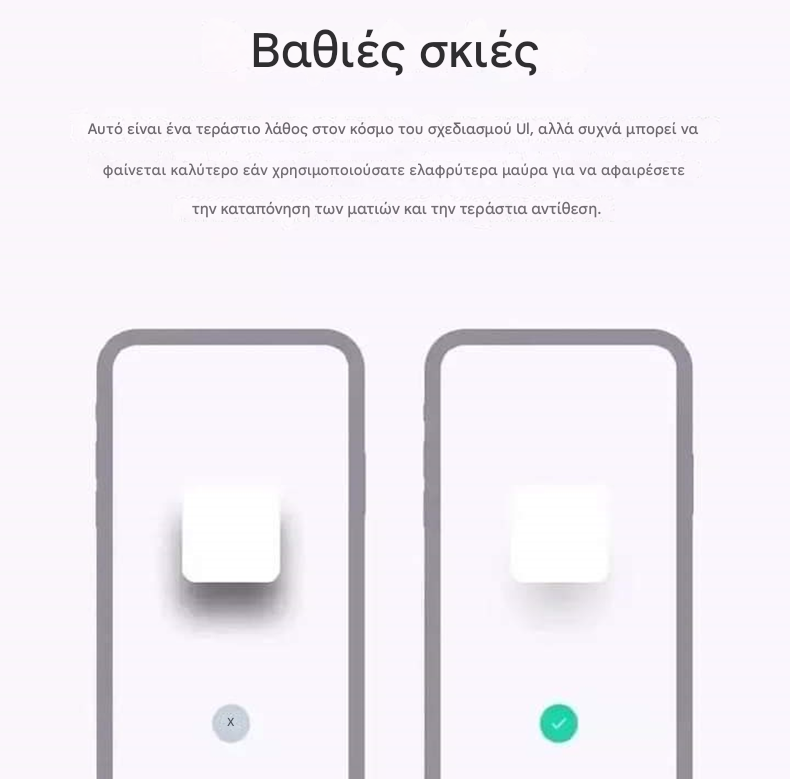 Βαθιές σκιές
Αυτό είναι ένα τεράστιο λάθος στον κόσμο του σχεδιασμού UI, αλλά συχνά μπορεί να
φαίνεται καλύτερο εάν χρησιμοποιούσατε ελαφρύτερα μαύρα για να αφαιρέσετε
την καταπόνηση των ματιών και την τεράστια αντίθεση.
X